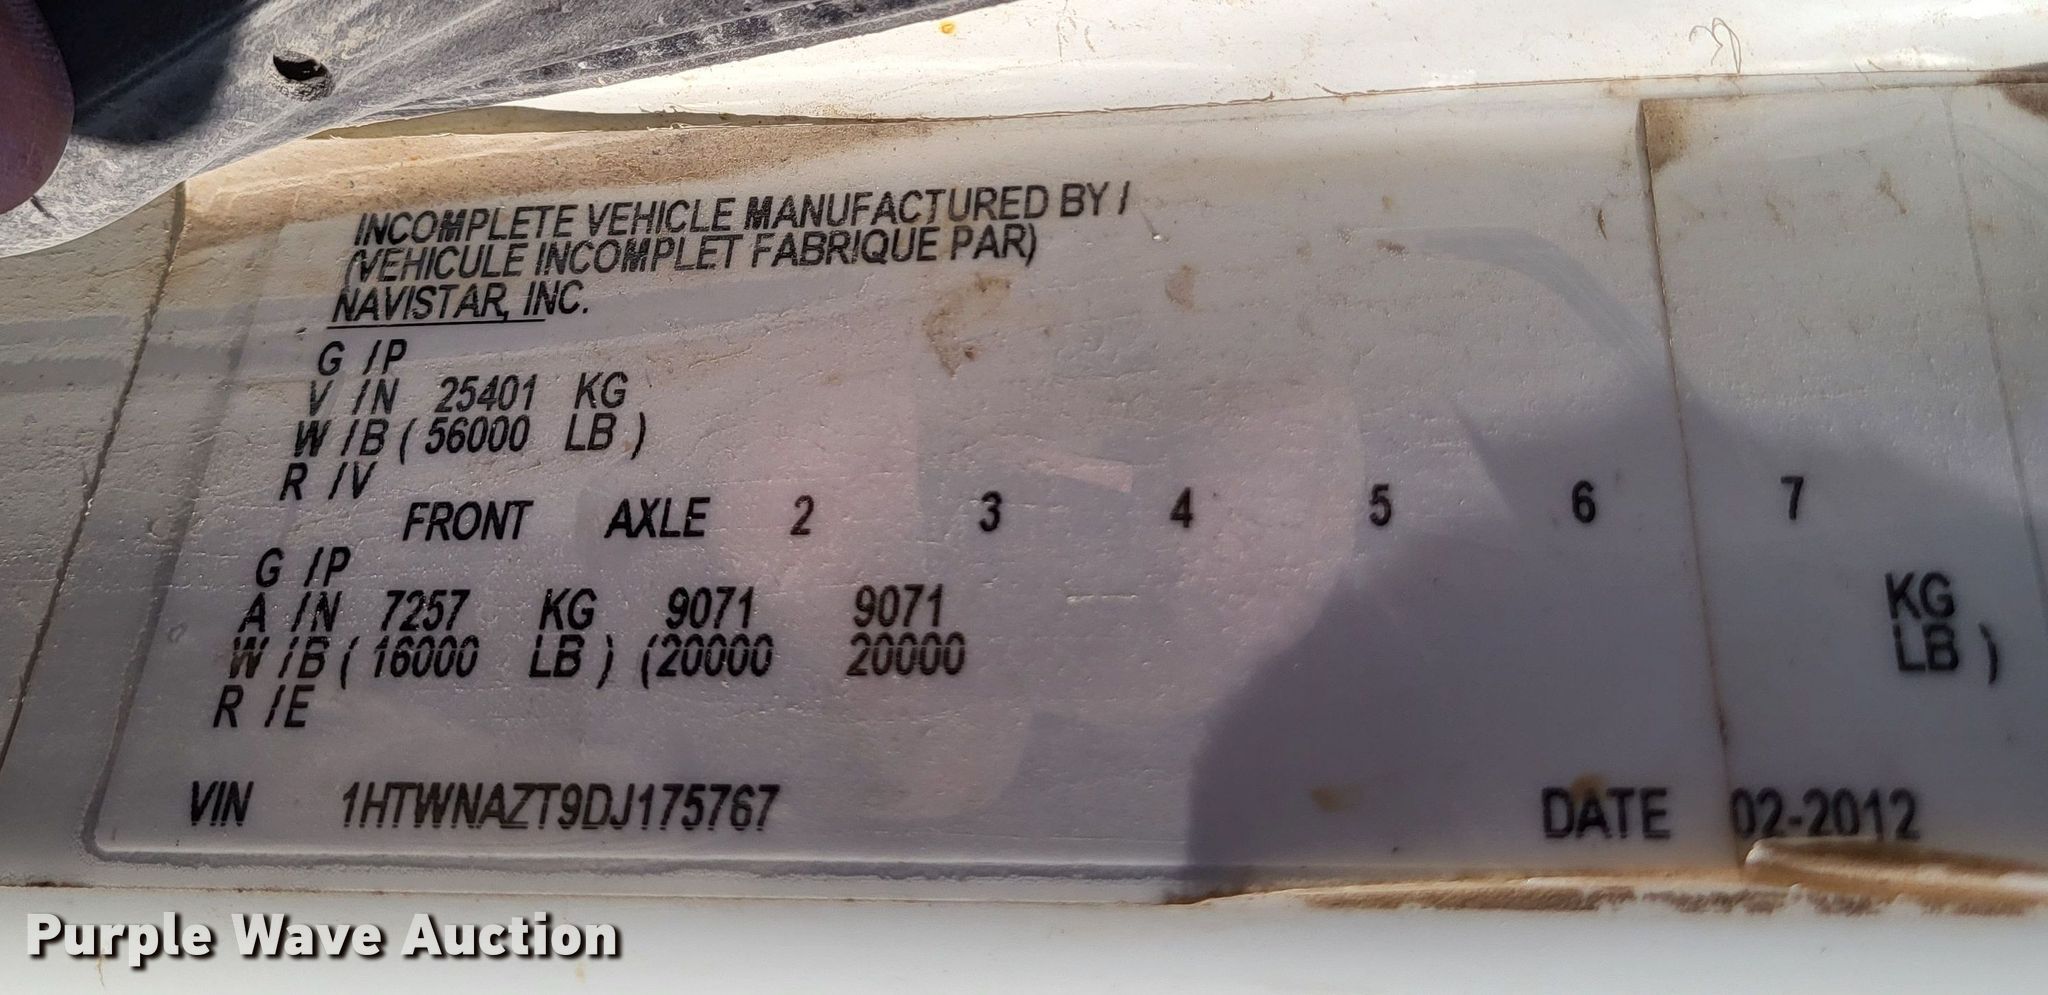 INCOMPLETE VEHICLE MANUFACTURED BY /
(VEHICULE INCOMPLET FABRIQUE PAR)
NAVISTAR, INC.
G /P
V /N 25401 KG
W /B ( 56000 LB )
R /V
FRONT AXLE 2 3 4 5 6 7
G /P
A /N 7257 KG 9071 9071 KG
W /B ( 16000 LB ) (20000 20000 LB )
R /E
VIN 1HTWNAZT9DJ175767 DATE 02-2012
Purple Wave Auction